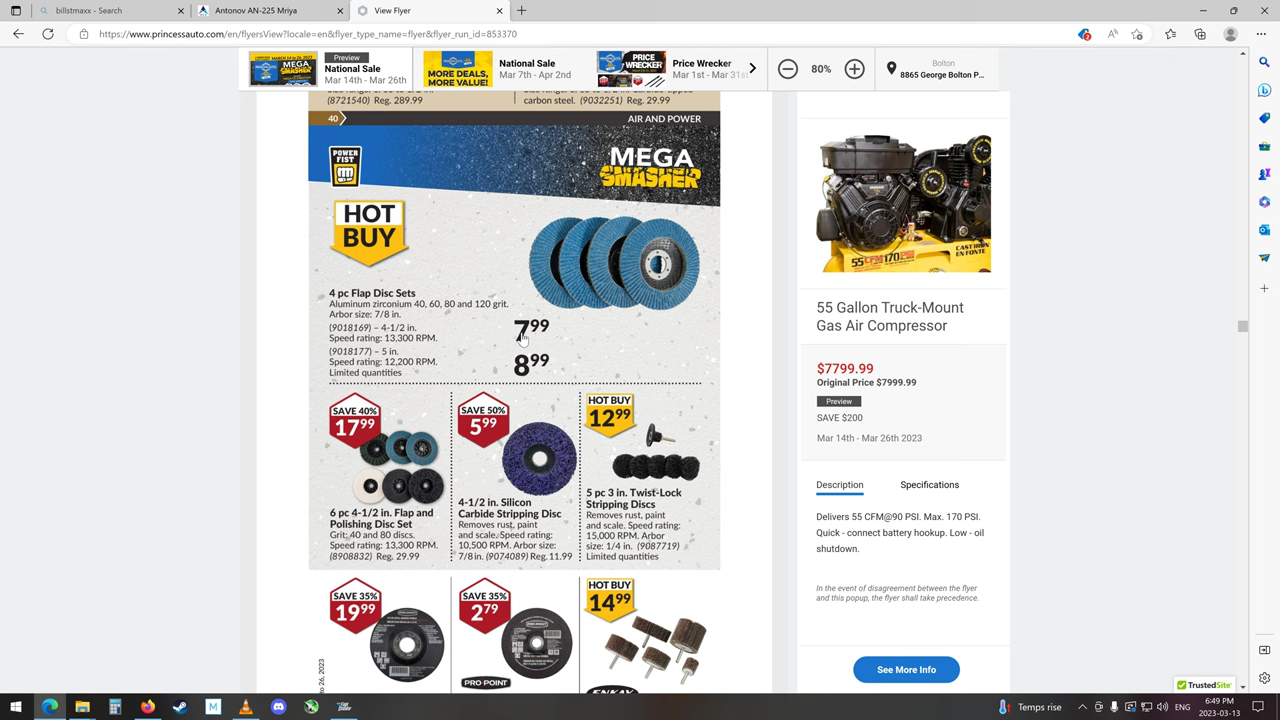 billstmax - Search
Antonov AN-225 Mriya
View Flyer
https://www.princessauto.com/en/flyersView?locale=en&flyer_type_name=flyer&flyer_run_id=853370
Preview
National Sale
Mar 14th - Mar 26th
MORE DEALS,
MORE VALUE!
National Sale
Mar 7th - Apr 2nd
PRICE
WRECKER
Price Wrecker
Mar 1st - Mar 31st
80%
Bolton
8865 George Bolton P...
(8721540) Reg. 289.99
carbon steel. (9032251) Reg. 29.99
40
AIR AND POWER
POWER
FIST
MEGA
SMASHER
HOT
BUY
4 pc Flap Disc Sets
Aluminum zirconium 40, 60, 80 and 120 grit.
Arbor size: 7/8 in.
(9018169) – 4-1/2 in.
Speed rating: 13,300 RPM.
7 99
(9018177) – 5 in.
Speed rating: 12,200 RPM.
Limited quantities
8 99
SAVE 40%
17 99
6 pc 4-1/2 in. Flap and
Polishing Disc Set
Grit: 40 and 80 discs.
Speed rating: 13,300 RPM.
(8908832) Reg. 29.99
SAVE 50%
5 99
4-1/2 in. Silicon
Carbide Stripping Disc
Removes rust, paint
and scale. Speed rating:
10,500 RPM. Arbor size:
7/8 in. (9074089) Reg. 11.99
HOT BUY
12 99
5 pc 3 in. Twist-Lock
Stripping Discs
Removes rust, paint
and scale. Speed rating:
15,000 RPM. Arbor
size: 1/4 in. (9087719)
Limited quantities
SAVE 35%
19 99
SAVE 35%
2 79
PRO.POINT
HOT BUY
14 99
ENKAY
to 26, 2023
55 CFM 170 PSI
CAST IRON
EN FONTE
55 Gallon Truck-Mount
Gas Air Compressor
$7799.99
Original Price $7999.99
Preview
SAVE $200
Mar 14th - Mar 26th 2023
Description
Specifications
Delivers 55 CFM@90 PSI. Max. 170 PSI.
Quick - connect battery hookup. Low - oil
shutdown.
In the event of disagreement between the flyer
and this popup, the flyer shall take precedence.
See More Info
TrustedSite
Temps rise
ENG
6:49 PM
2023-03-13